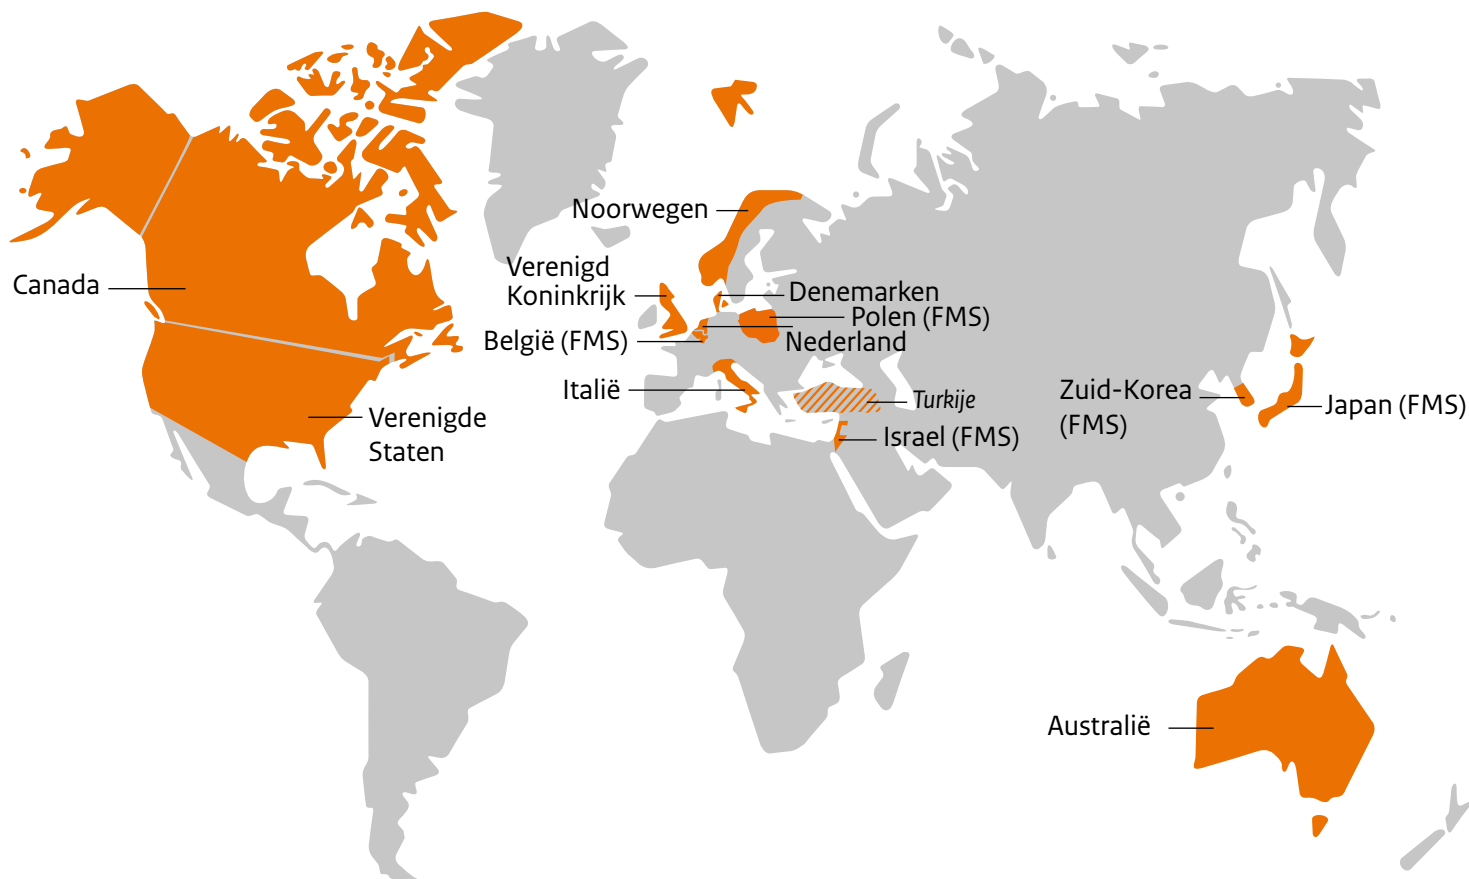 Noorwegen
Verenigd
Koninkrijk
Canada
Denemarken
Polen (FMS)
België (FMS)
Nederland
Italië
Turkije
Zuid-Korea
(FMS)
Japan (FMS)
Verenigde
Staten
Israel (FMS)
Australië